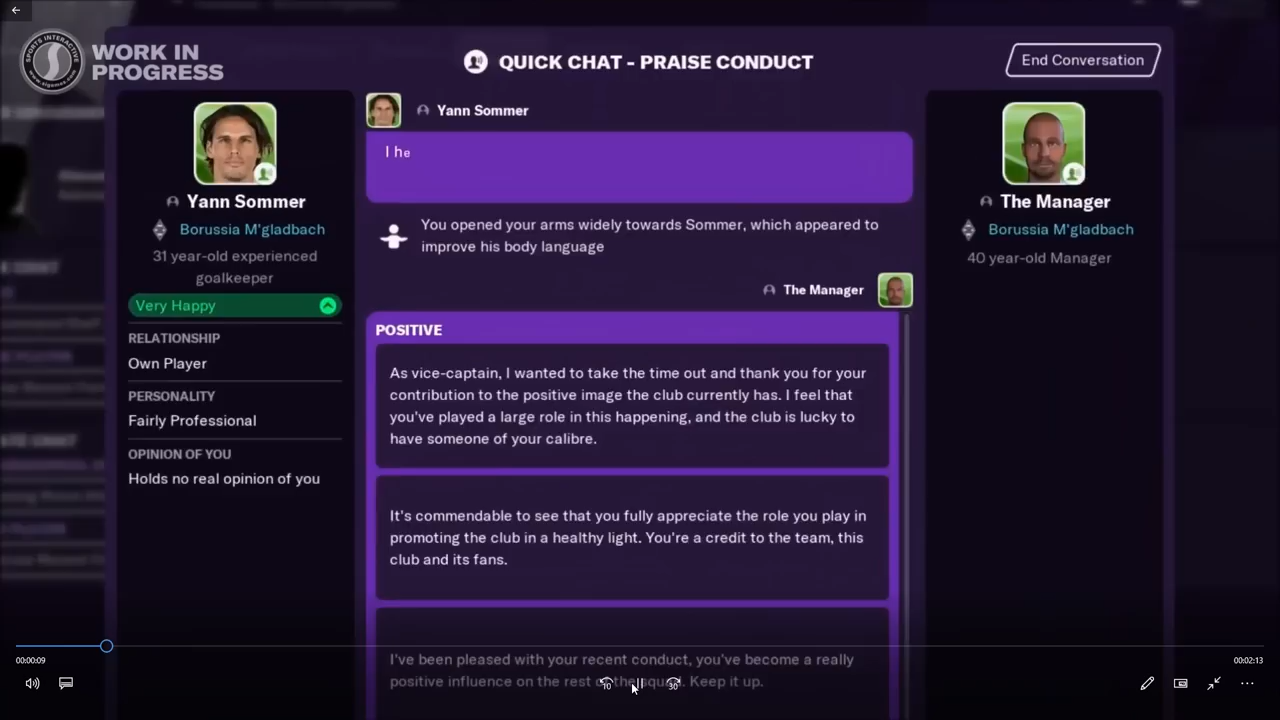 SPORTS INTERACTIVE
www.sigames.com
WORK IN
PROGRESS
QUICK CHAT - PRAISE CONDUCT
End Conversation
Yann Sommer
Borussia M'gladbach
31 year-old experienced
goalkeeper
Very Happy
RELATIONSHIP
Own Player
PERSONALITY
Fairly Professional
OPINION OF YOU
Holds no real opinion of you
Yann Sommer
I he
You opened your arms widely towards Sommer, which appeared to
improve his body language
The Manager
POSITIVE
As vice-captain, I wanted to take the time out and thank you for your
contribution to the positive image the club currently has. I feel that
you've played a large role in this happening, and the club is lucky to
have someone of your calibre.
It's commendable to see that you fully appreciate the role you play in
promoting the club in a healthy light. You're a credit to the team, this
club and its fans.
I've been pleased with your recent conduct, you've become a really
positive influence on the rest of the squad. Keep it up.
The Manager
Borussia M'gladbach
40 year-old Manager
00:00:09
00:02:13
10
30